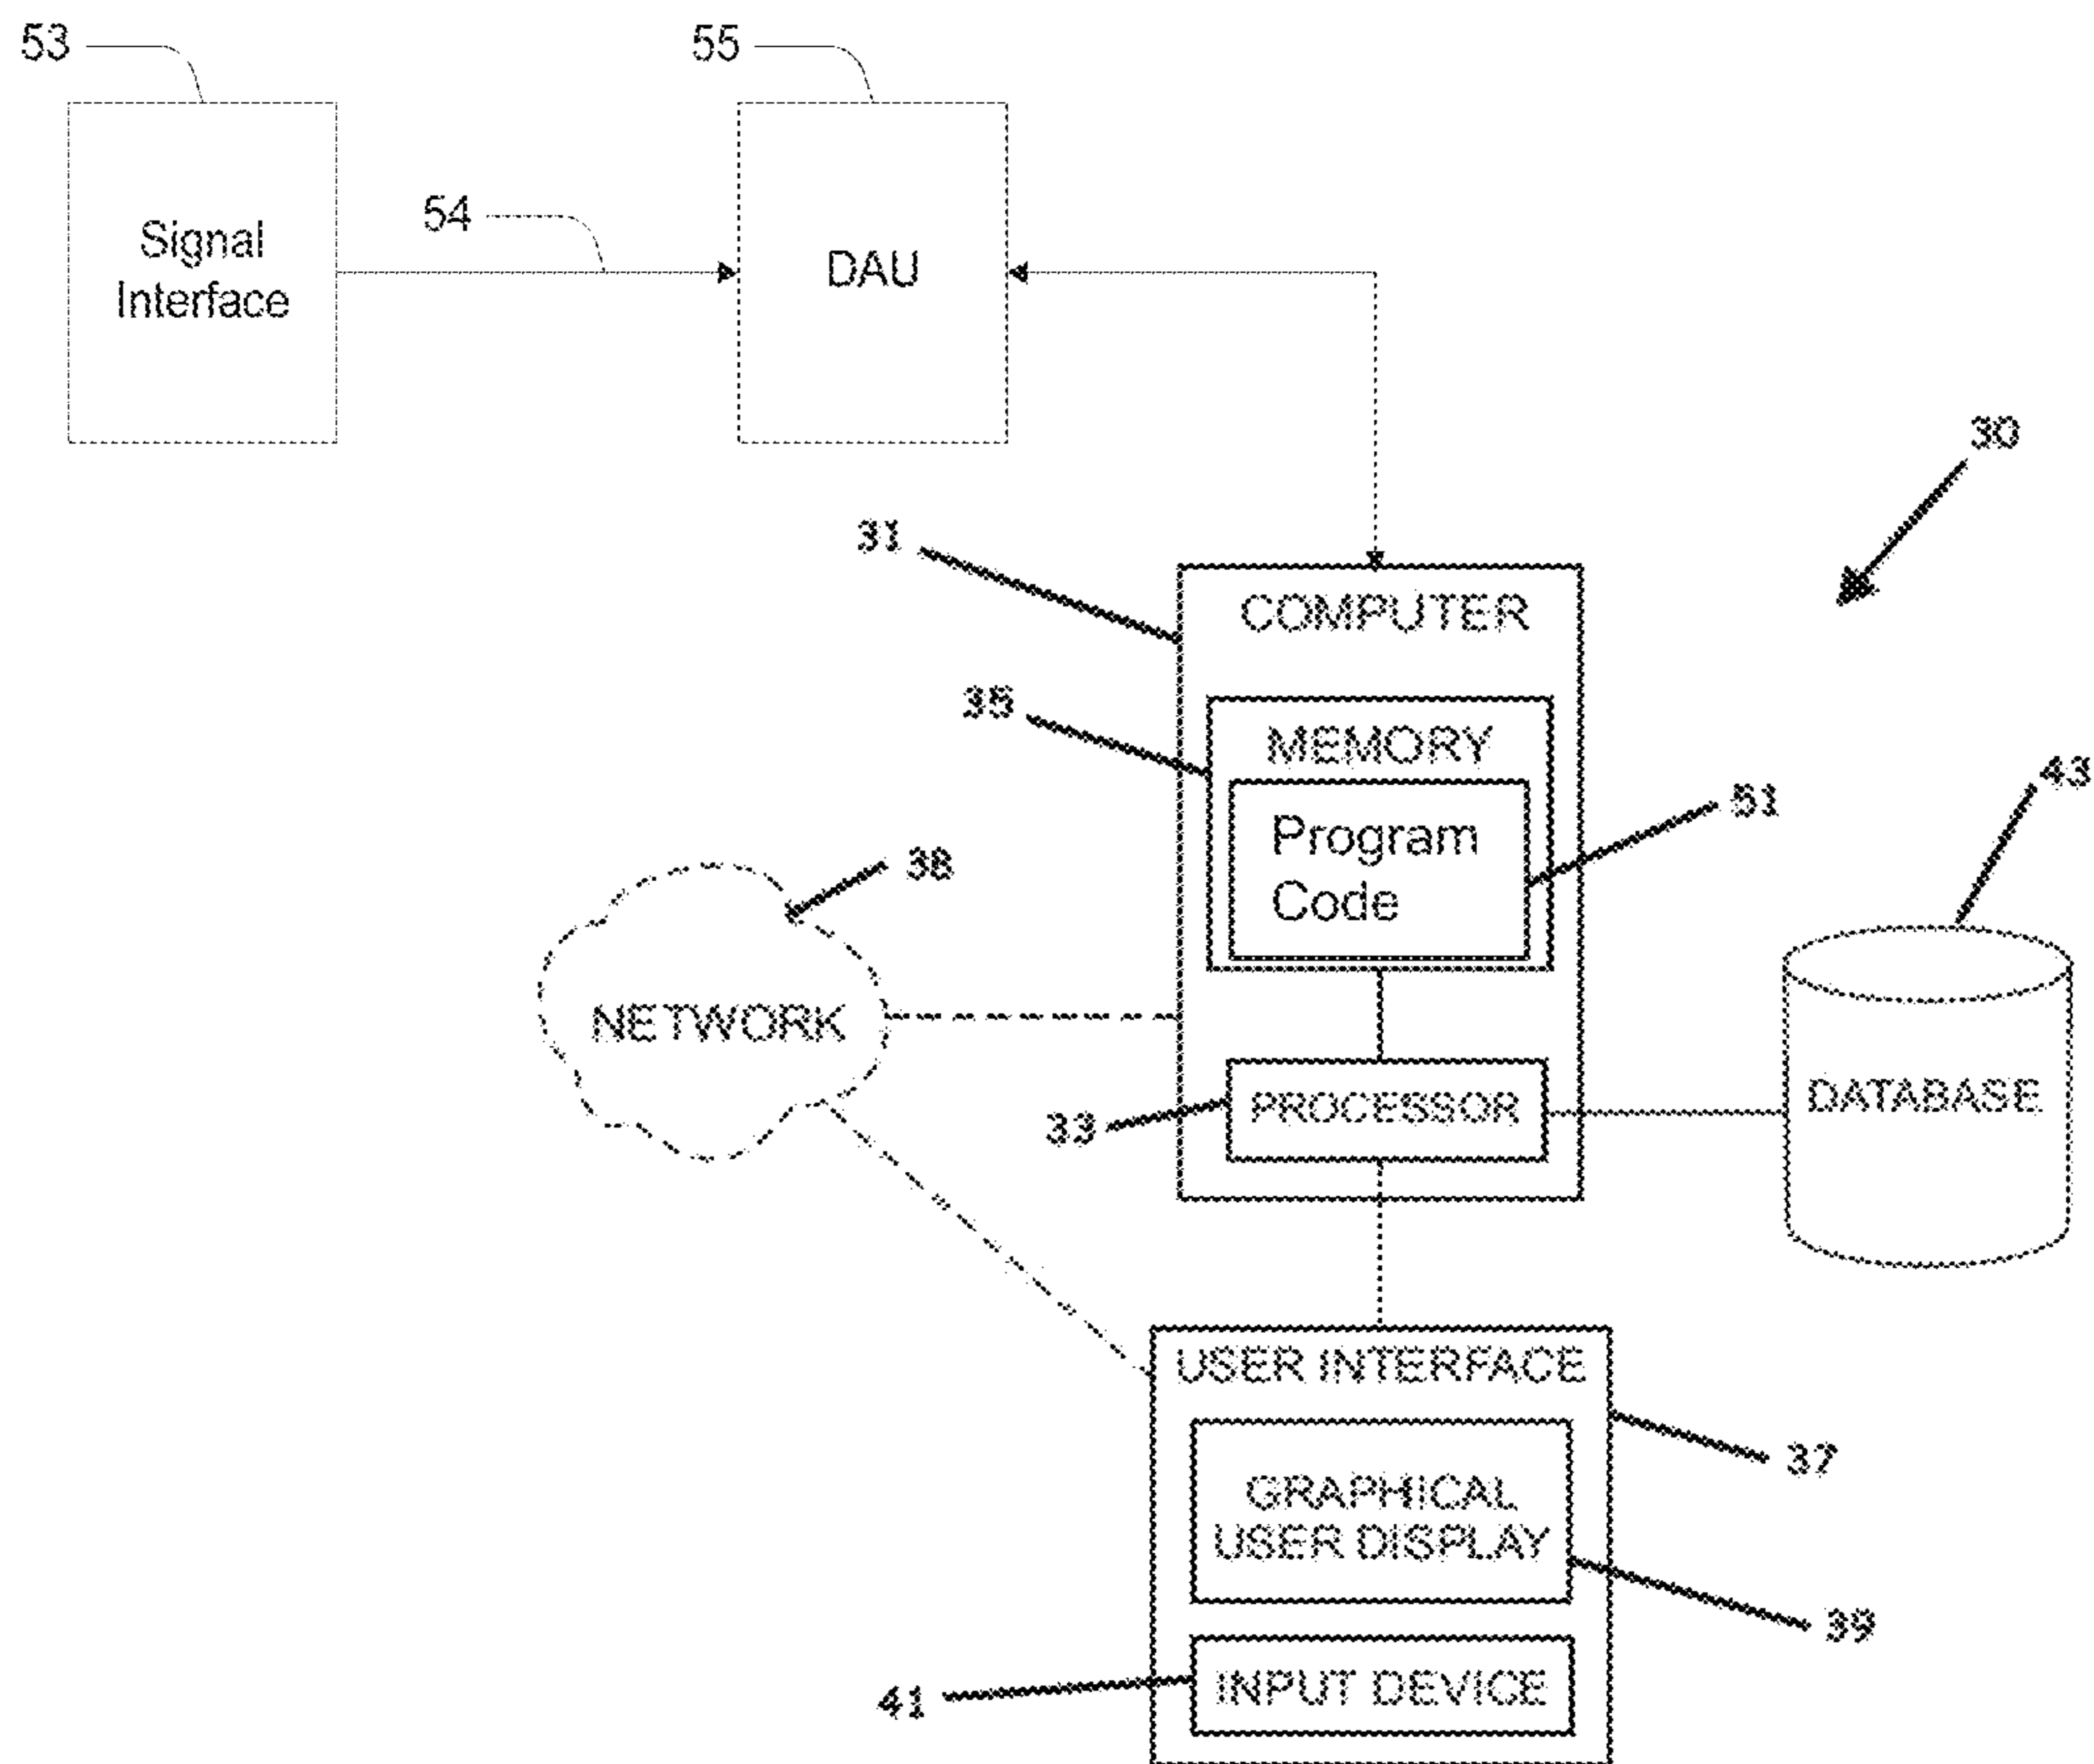 53
55
Signal
Interface
54
DAU
30
31
COMPUTER
35
MEMORY
43
51
Program
Code
38
NETWORK
DATABASE
33
PROCESSOR
USER INTERFACE
37
GRAPHICAL
USER DISPLAY
39
41
INPUT DEVICE